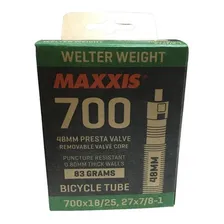 WELTER WEIGHT
MAXXIS
700
48MM PRESTA VALVE
REMOVABLE VALVE CORE
PUNCTURE RESISTANT
0.80MM THICK WALLS
83 GRAMS
BICYCLE TUBE
48MM
700x18/25, 27x7/8-1